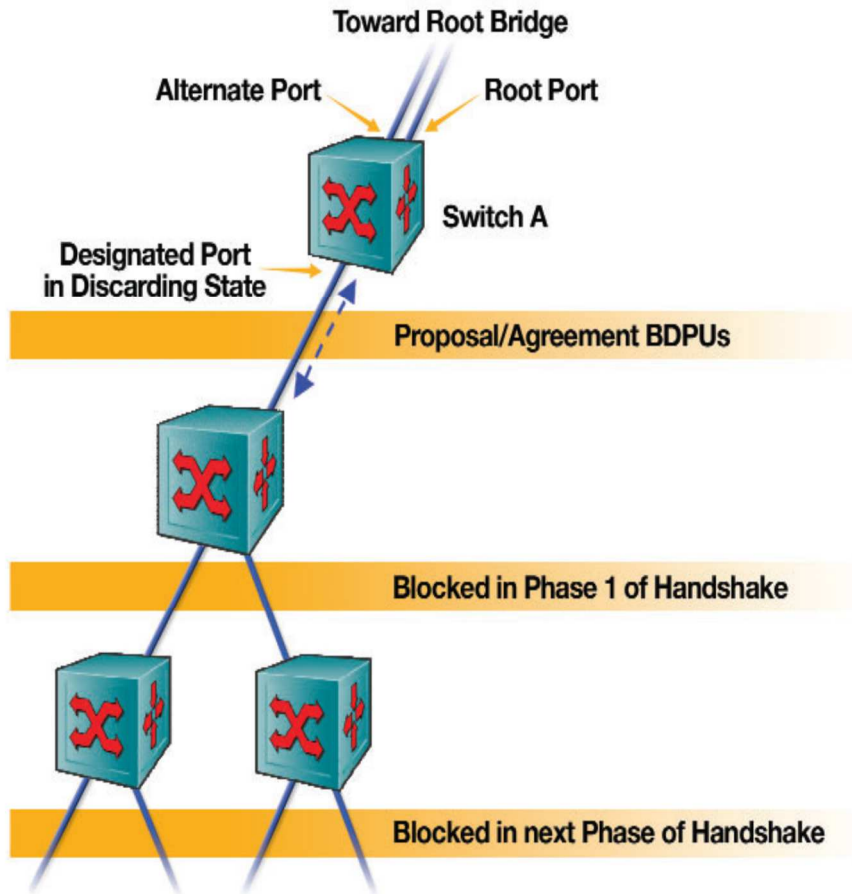 Toward Root Bridge
Alternate Port
Root Port
Switch A
Designated Port
in Discarding State
Proposal/Agreement BDPUs
Blocked in Phase 1 of Handshake
Blocked in next Phase of Handshake